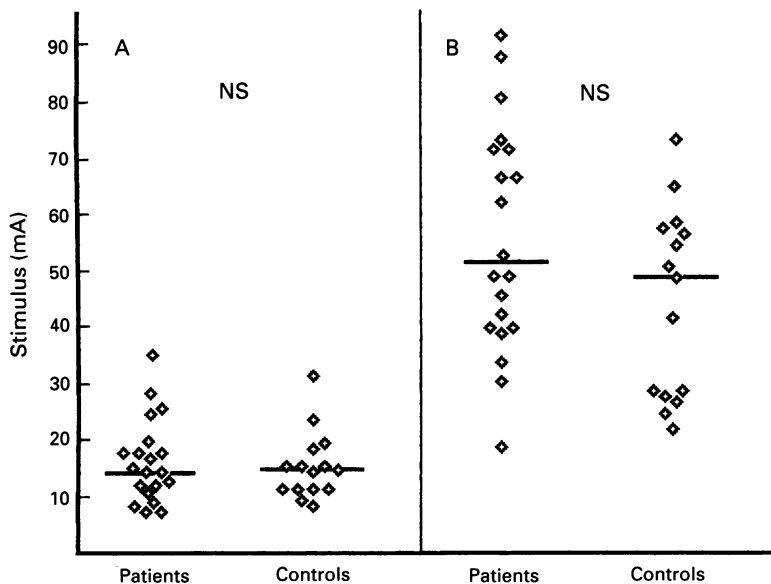 A
B
NS
NS
Stimulus (mA)
90
80
70
60
50
40
30
20
10
Patients
Controls
Patients
Controls